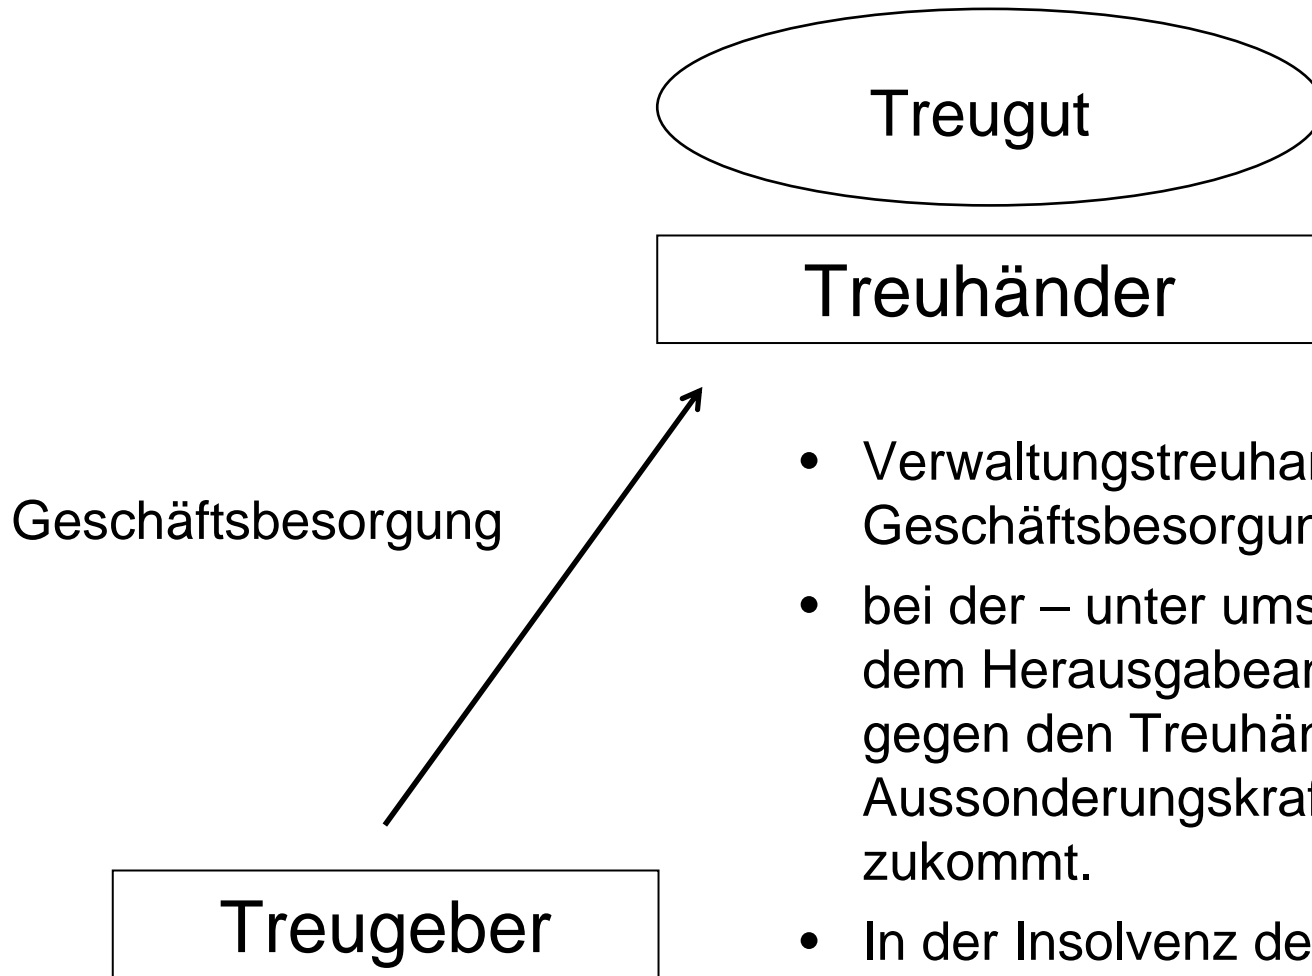 Treugut
Treuhänder
Geschäftsbesorgung
• Verwaltungstreuhan
Geschäftsbesorgun
• bei der – unter ums
dem Herausgabean
gegen den Treuhän
Aussonderungskraf
zukommt.
Treugeber
• In der Insolvenz de